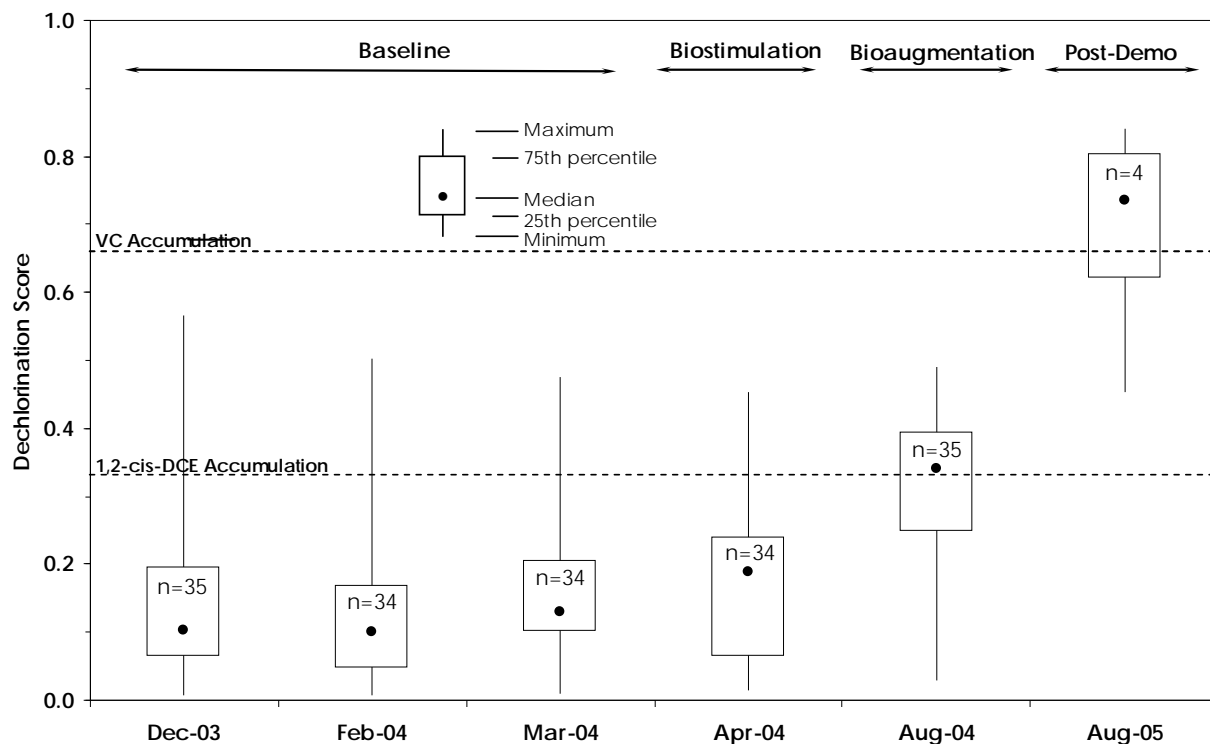 1.0
Baseline
Biostimulation
Bioaugmentation
Post-Demo
Maximum
0.8
75th percentile
n=4
Median
25th percentile
VC Accumulation
Minimum
0.6
Dechlorination Score
0.4
1,2-cis-DCE Accumulation
n=35
0.2
n=35
n=34
n=34
n=34
0.0
Dec-03
Feb-04
Mar-04
Apr-04
Aug-04
Aug-05